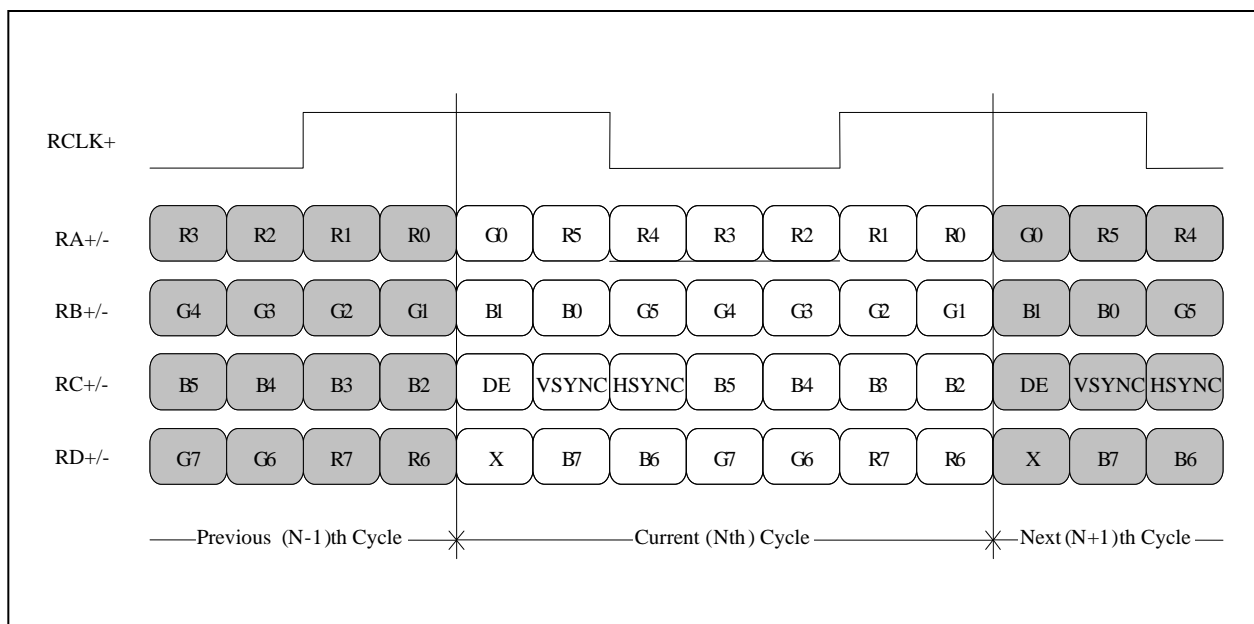 RCLK+
RA+/- R3 R2 R1 R0 G0 R5 R4 R3 R2 R1 R0 G0 R5 R4
RB+/- G4 G3 G2 G1 B1 B0 G5 G4 G3 G2 G1 B1 B0 G5
RC+/- B5 B4 B3 B2 DE VSYNC HSYNC B5 B4 B3 B2 DE VSYNC HSYNC
RD+/- G7 G6 R7 R6 X B7 B6 G7 G6 R7 R6 X B7 B6
Previous (N-1)th Cycle Current (Nth) Cycle Next (N+1)th Cycle